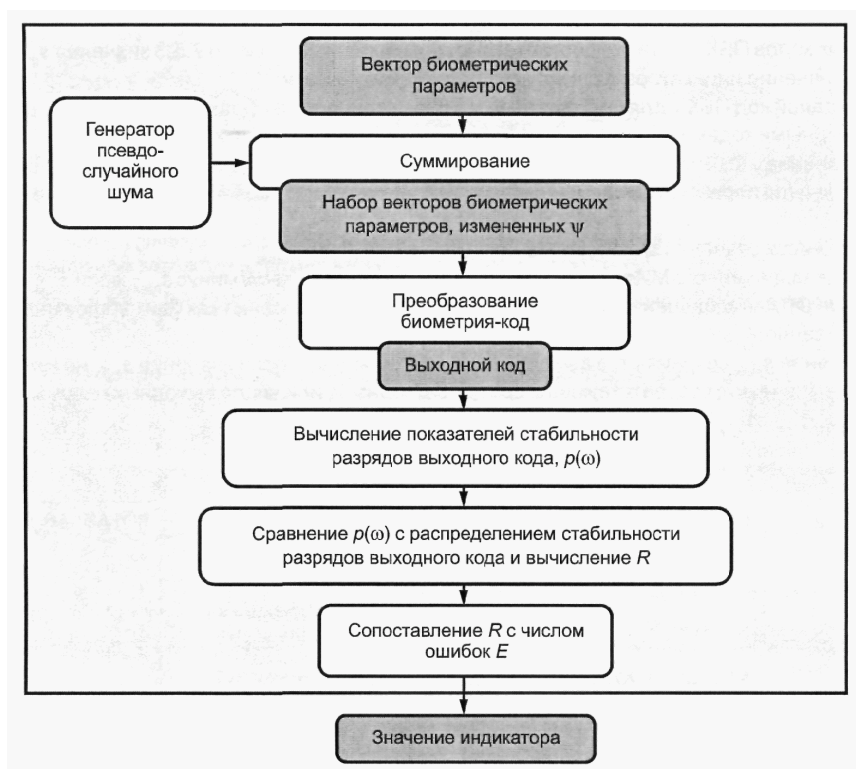 Вектор биометрических
параметров
Генератор
псевдо-
случайного
шума
Суммирование
Набор векторов биометрических
параметров, измененных ψ
Преобразование
биометрия-код
Выходной код
Вычисление показателей стабильности
разрядов выходного кода, p(ω)
Сравнение p(ω) с распределением стабильности
разрядов выходного кода и вычисление R
Сопоставление R с числом
ошибок E
Значение индикатора